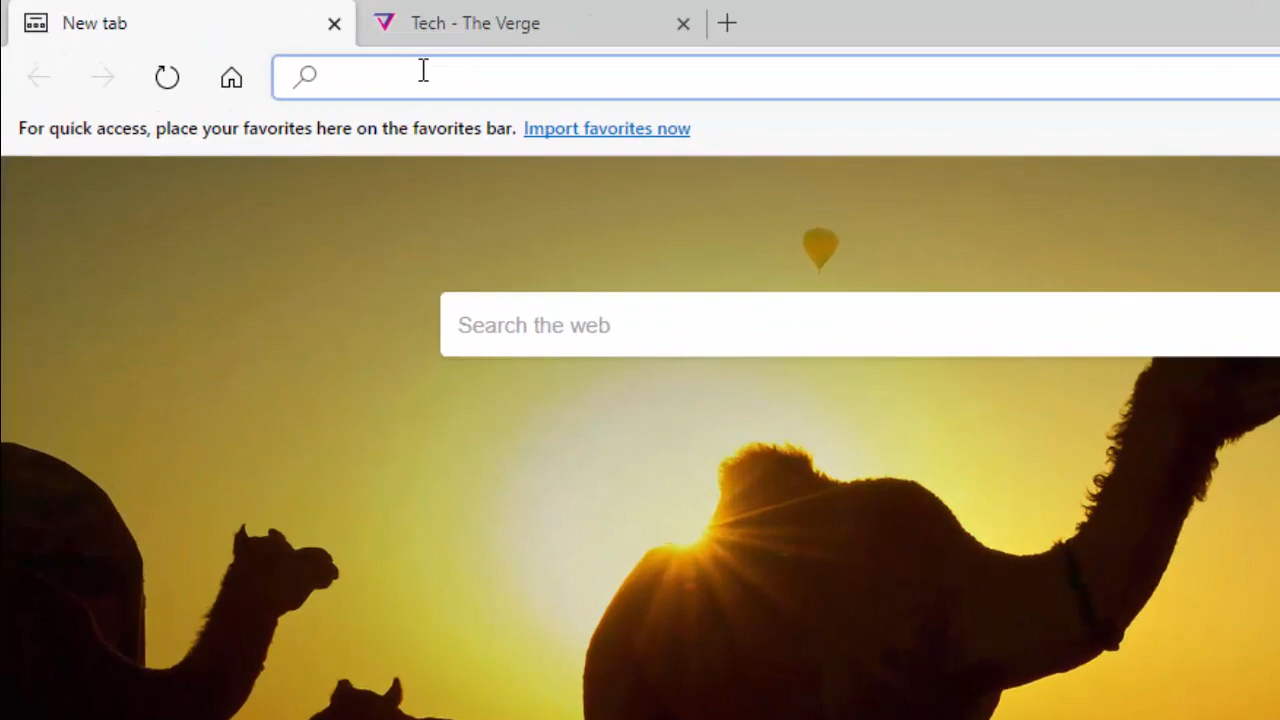 New tab
Tech - The Verge
For quick access, place your favorites here on the favorites bar. Import favorites now
Search the web